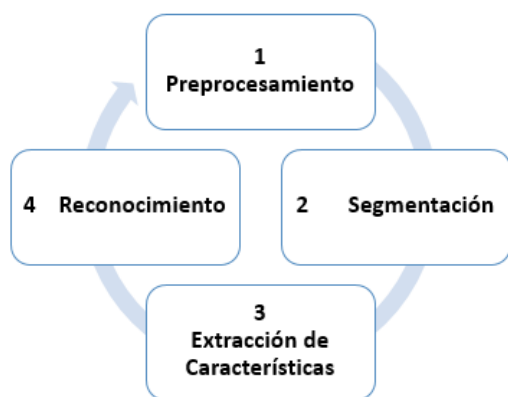 1
Preprocesamiento
2 Segmentación
3
Extracción de
Características
4 Reconocimiento